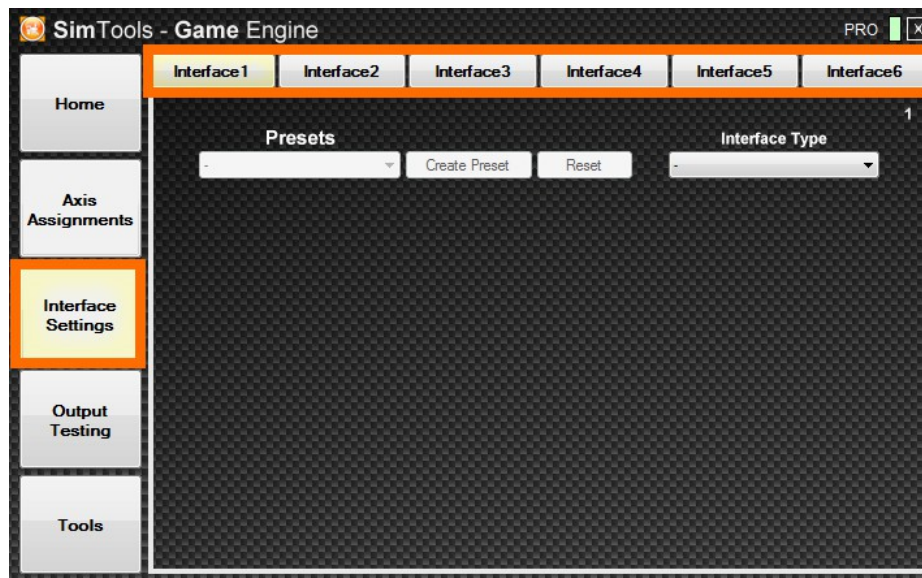 SimTools - Game Engine
PRO
X
Interface1
Interface2
Interface3
Interface4
Interface5
Interface6
Home
Axis
Assignments
Interface
Settings
Output
Testing
Tools
1
Presets
-
Create Preset
Reset
Interface Type
-